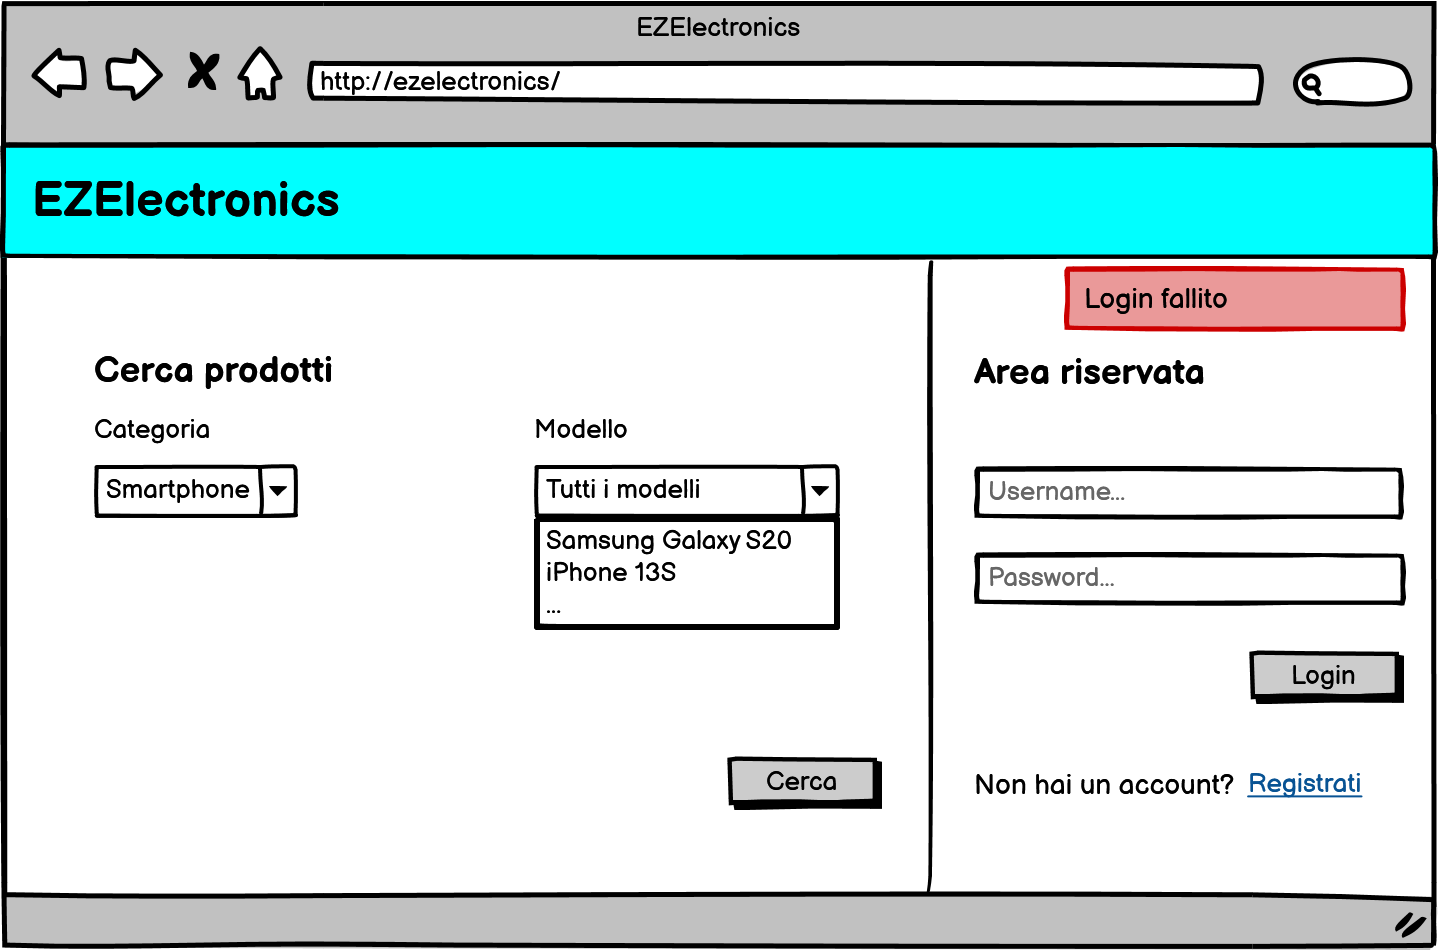 EZElectronics
http://ezelectronics/
EZElectronics
Login fallito
Cerca prodotti
Categoria
Modello
Smartphone
Tutti i modelli
Samsung Galaxy S20
iPhone 13S
...
Cerca
Area riservata
Username...
Password...
Login
Non hai un account? Registrati